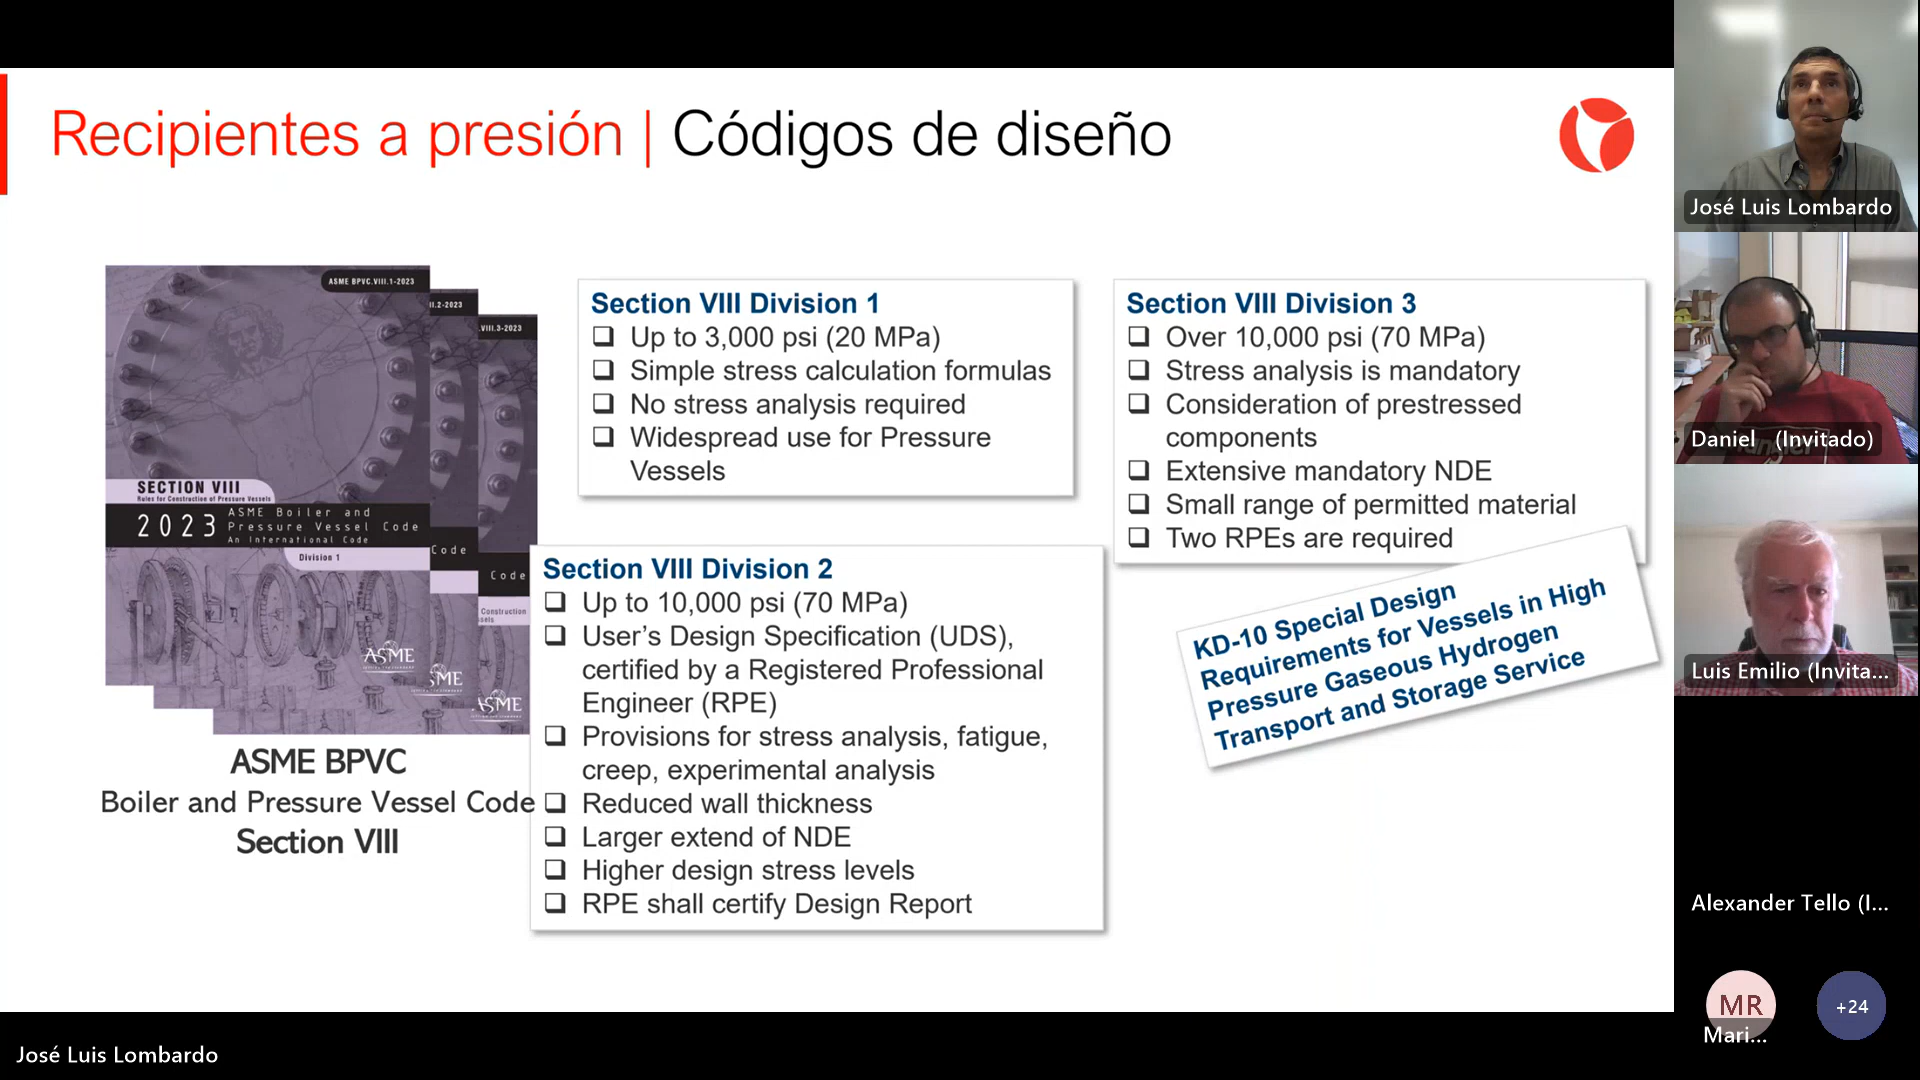 Recipientes a presión | Códigos de diseño
ASME BPVC.VIII.1-2023
II.2-2023
.VIII.3-2023
SECTION VIII
Rules for Construction of Pressure Vessels
2023
ASME Boiler and
Pressure Vessel Code
An International Code
Division 1
Code
Code
Construction
ASME
ASME
ASME BPVC
Boiler and Pressure Vessel Code
Section VIII
Section VIII Division 1
Up to 3,000 psi (20 MPa)
Simple stress calculation formulas
No stress analysis required
Widespread use for Pressure
Vessels
Section VIII Division 2
Up to 10,000 psi (70 MPa)
User’s Design Specification (UDS),
certified by a Registered Professional
Engineer (RPE)
Provisions for stress analysis, fatigue,
creep, experimental analysis
Reduced wall thickness
Larger extend of NDE
Higher design stress levels
RPE shall certify Design Report
Section VIII Division 3
Over 10,000 psi (70 MPa)
Stress analysis is mandatory
Consideration of prestressed
components
Extensive mandatory NDE
Small range of permitted material
Two RPEs are required
KD-10 Special Design
Requirements for Vessels in High
Pressure Gaseous Hydrogen
Transport and Storage Service
José Luis Lombardo
Daniel (Invitado)
Luis Emilio (Invita...
Alexander Tello (I...
MR
Mari...
+24
José Luis Lombardo